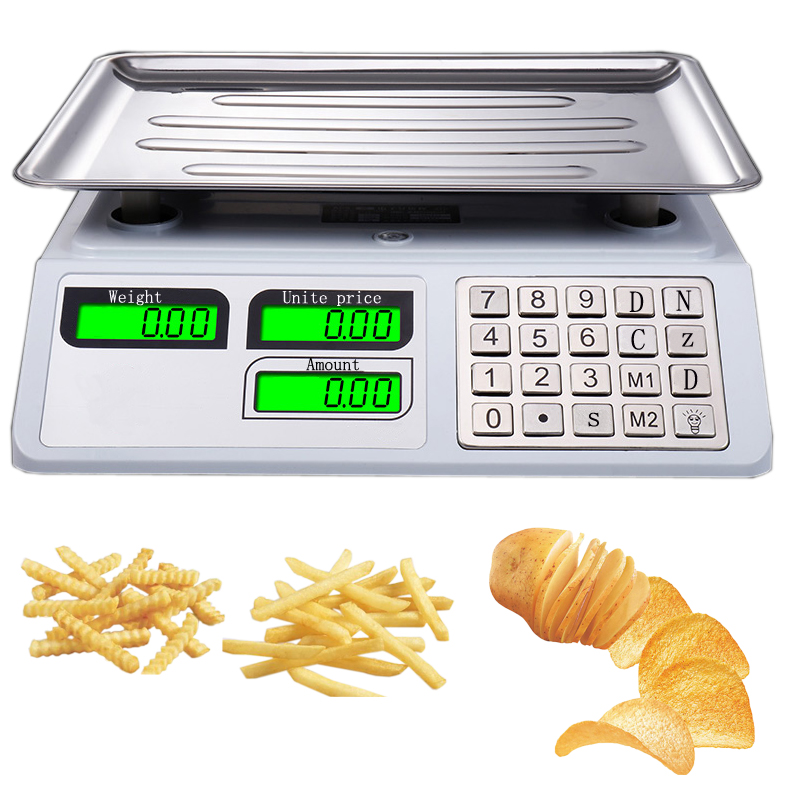 Weight
0.00
Unite price
0.00
Amount
0.00
7 8 9 D N
4 5 6 C Z
1 2 3 M1 D
0 • S M2